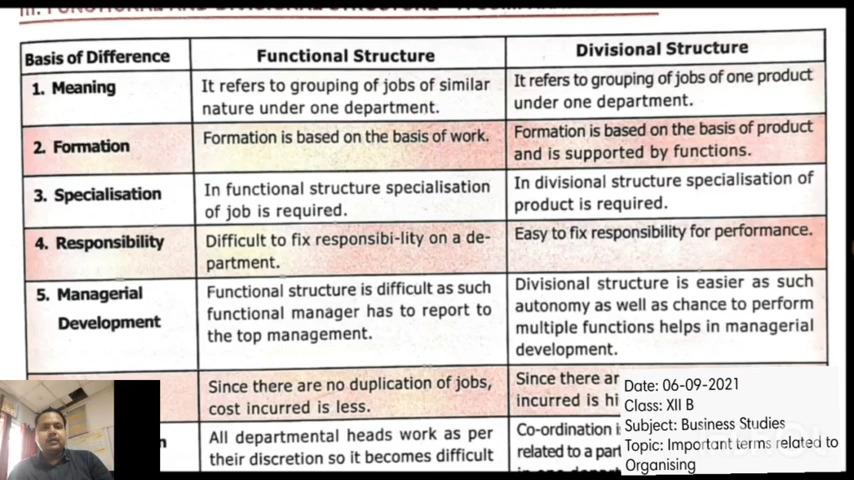 Basis of Difference
Functional Structure
Divisional Structure
1. Meaning
It refers to grouping of jobs of similar
nature under one department.
It refers to grouping of jobs of one product
under one department.
2. Formation
Formation is based on the basis of work.
Formation is based on the basis of product
and is supported by functions.
3. Specialisation
In functional structure specialisation
of job is required.
In divisional structure specialisation of
product is required.
4. Responsibility
Difficult to fix responsibi-lity on a de-
partment.
Easy to fix responsibility for performance.
5. Managerial
Development
Functional structure is difficult as such
functional manager has to report to
the top management.
Divisional structure is easier as such
autonomy as well as chance to perform
multiple functions helps in managerial
development.
Since there are no duplication of jobs,
cost incurred is less.
Since there ar
incurred is hi
All departmental heads work as per
their discretion so it becomes difficult
Co-ordination i
related to a part
Date: 06-09-2021
Class: XII B
Subject: Business Studies
Topic: Important terms related to
Organising